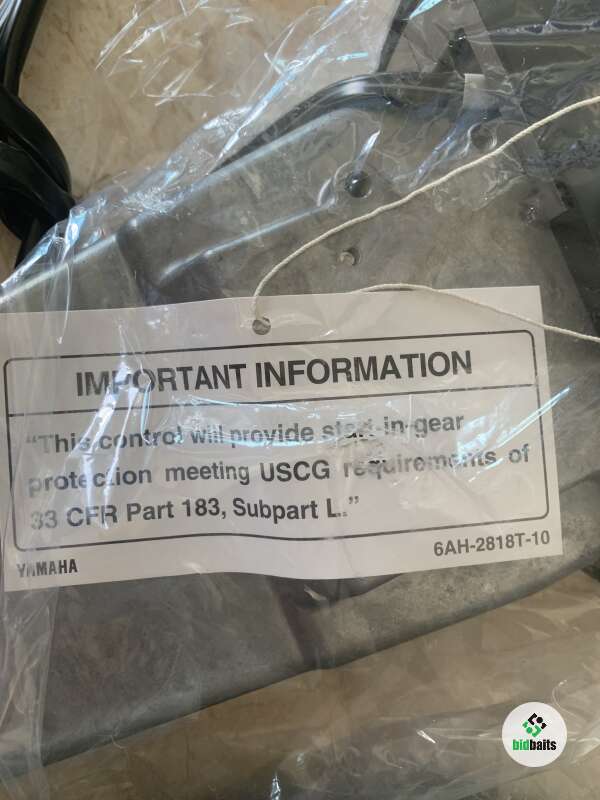 IMPORTANT INFORMATION
“This control will provide start-in-gear
protection meeting USCG requirements of
33 CFR Part 183, Subpart L.”
YAMAHA
6AH-2818T-10
bidbaits